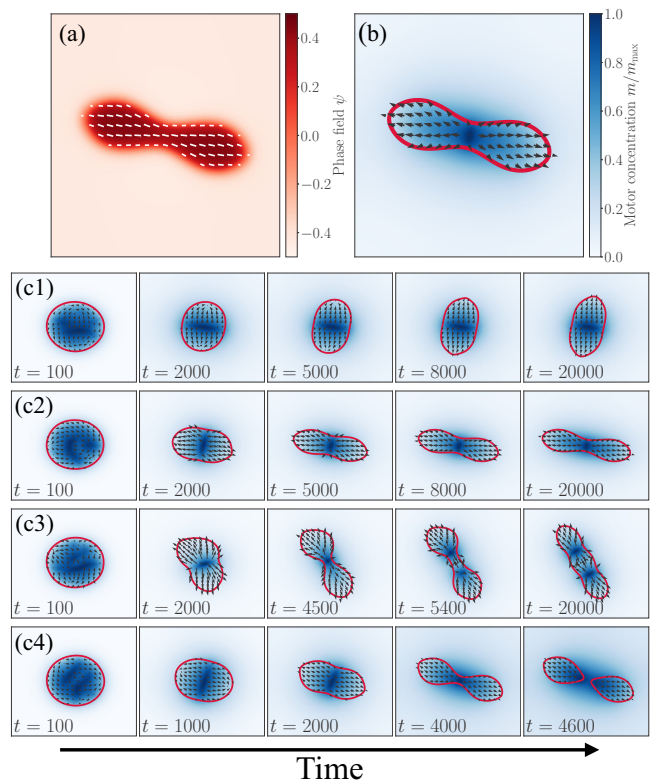 (a)
0.4
0.2
0.0
−0.2
−0.4
Phase field ψ
(b)
1.0
0.8
0.6
0.4
0.2
0.0
Motor concentration m/m_max
(c1)
t = 100
t = 2000
t = 5000
t = 8000
t = 20000
(c2)
t = 100
t = 2000
t = 5000
t = 8000
t = 20000
(c3)
t = 100
t = 2000
t = 4500
t = 5400
t = 20000
(c4)
t = 100
t = 1000
t = 2000
t = 4000
t = 4600
Time